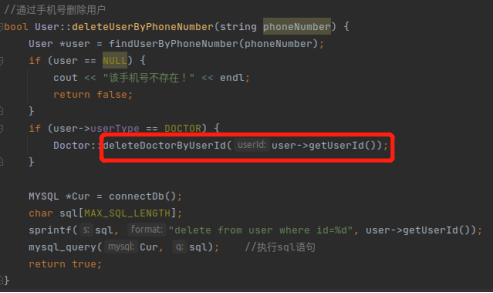 //通过手机号删除用户
bool User::deleteUserByPhoneNumber(string phoneNumber) {
User *user = findUserByPhoneNumber(phoneNumber);
if (user == NULL) {
cout << "该手机号不存在！" << endl;
return false;
}
if (user->userType == DOCTOR) {
Doctor::deleteDoctorByUserId( userId: user->getUserId());
}
MYSQL *Cur = connectDb();
char sql[MAX_SQL_LENGTH];
sprintf( s: sql, format: "delete from user where id=%d", user->getUserId());
mysql_query( mysql: Cur, q: sql); //执行sql语句
return true;
}